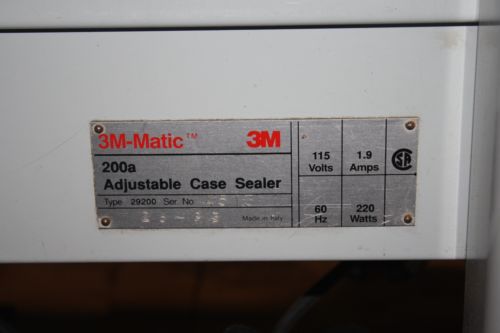 3M-Matic™ 3M
200a
Adjustable Case Sealer
Type 29200 Ser No
Made in Italy
115 Volts
1.9 Amps
60 Hz
220 Watts
SA